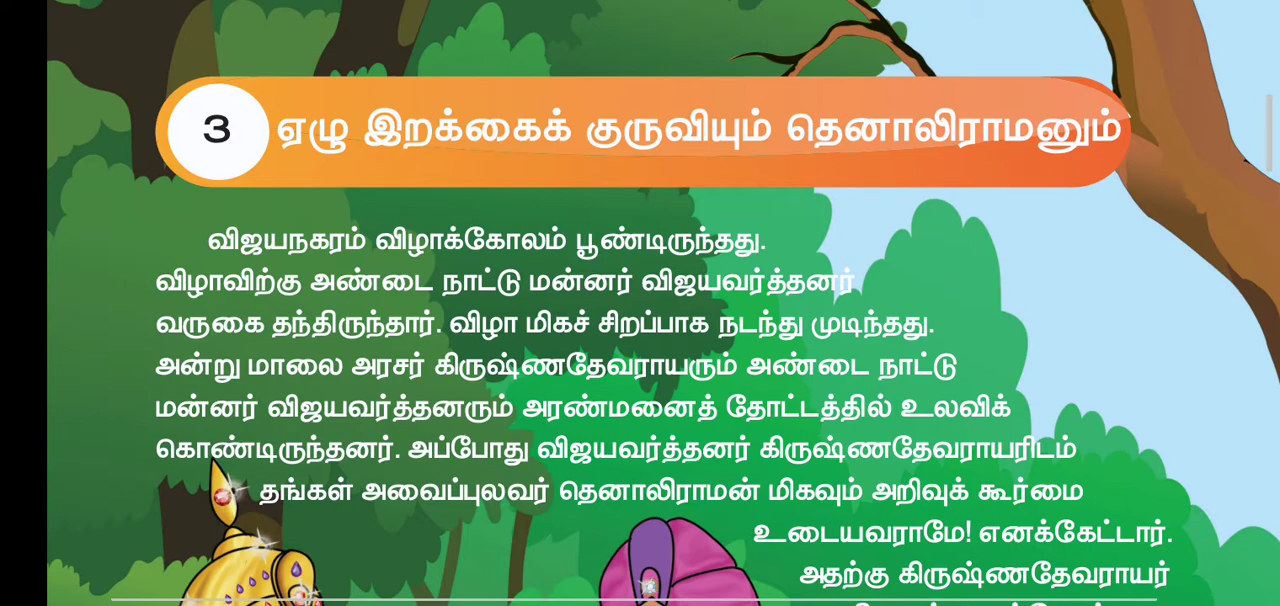 3 ஏழு இறக்கைக் குருவியும் தெனாலிராமனும்
விஜயநகரம் விழாக்கோலம் பூண்டிருந்தது.
விழாவிற்கு அண்டை நாட்டு மன்னர் விஜயவர்த்தனர்
வருகை தந்திருந்தார். விழா மிகச் சிறப்பாக நடந்து முடிந்தது.
அன்று மாலை அரசர் கிருஷ்ணதேவராயரும் அண்டை நாட்டு
மன்னர் விஜயவர்த்தனரும் அரண்மனைத் தோட்டத்தில் உலவிக்
கொண்டிருந்தனர். அப்போது விஜயவர்த்தனர் கிருஷ்ணதேவராயரிடம்
தங்கள் அவைப்புலவர் தெனாலிராமன் மிகவும் அறிவுக் கூர்மை
உடையவராமே! எனக்கேட்டார்.
அதற்கு கிருஷ்ணதேவராயர்